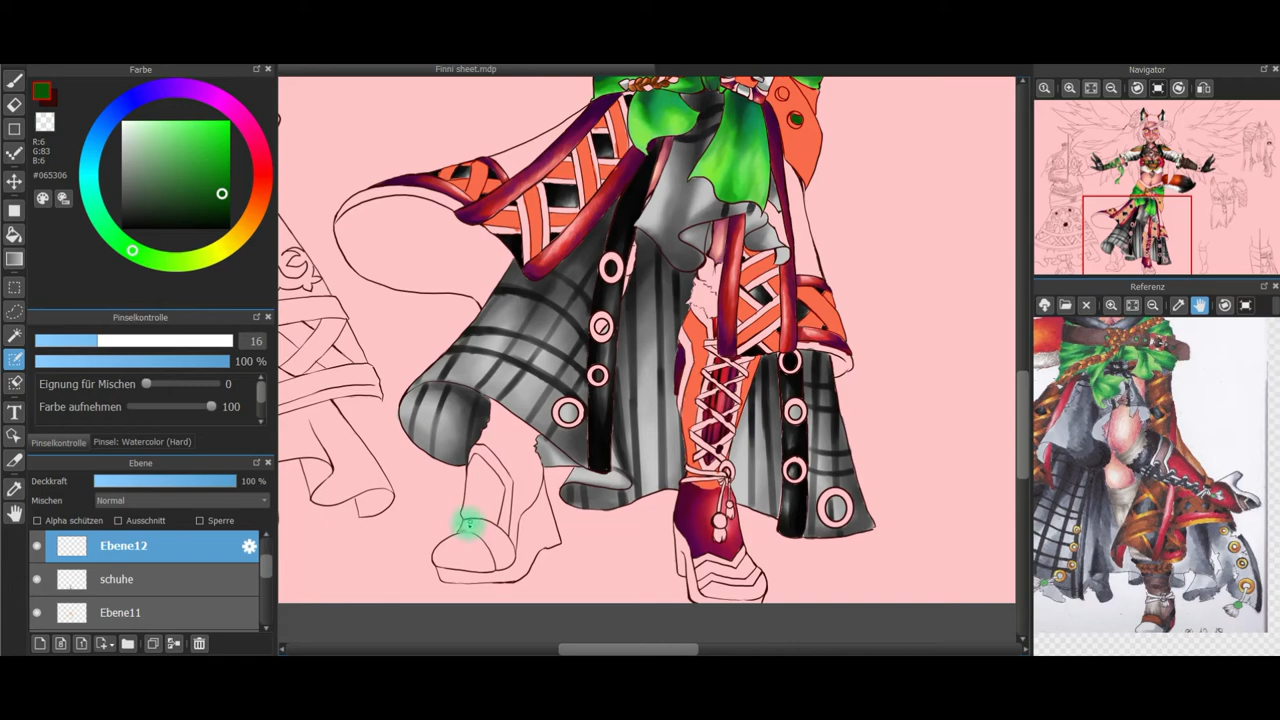 Farbe
R:6
G:83
B:6
#065306
Pinselkontrolle
16
100 %
Eignung für Mischen
0
Farbe aufnehmen
100
Pinselkontrolle
Pinsel: Watercolor (Hard)
Ebene
Deckkraft
100 %
Mischen
Normal
Alpha schützen
Ausschnitt
Sperre
Ebene12
schuhe
Ebene11
Finni sheet.mdp
Navigator
Referenz